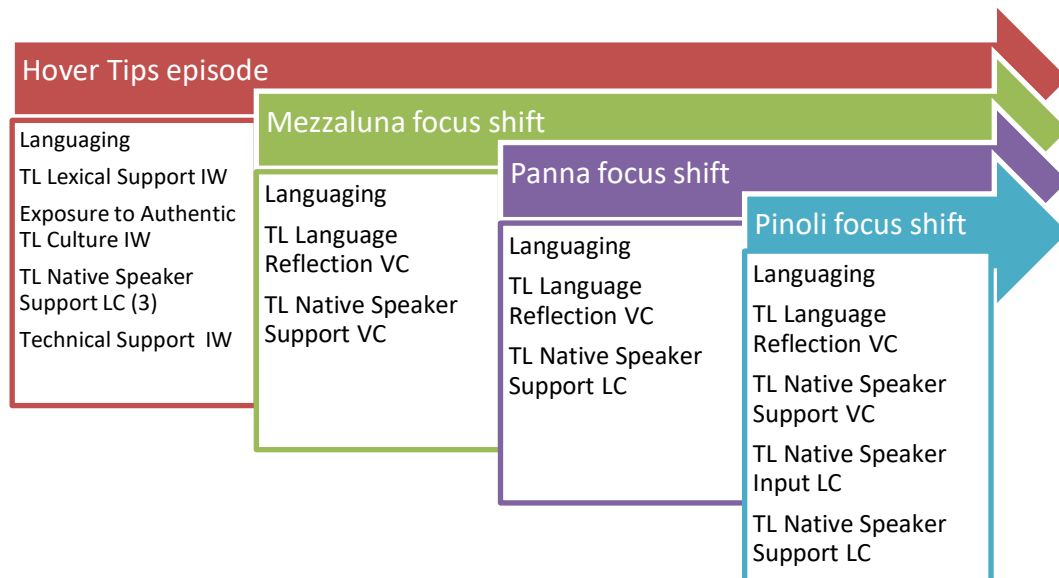 Hover Tips episode
Languaging
TL Lexical Support IW
Exposure to Authentic
TL Culture IW
TL Native Speaker
Support LC (3)
Technical Support  IW
Mezzaluna focus shift
Languaging
TL Language
Reflection VC
TL Native Speaker
Support VC
Panna focus shift
Languaging
TL Language
Reflection VC
TL Native Speaker
Support LC
Pinoli focus shift
Languaging
TL Language
Reflection VC
TL Native Speaker
Support VC
TL Native Speaker
Input LC
TL Native Speaker
Support LC